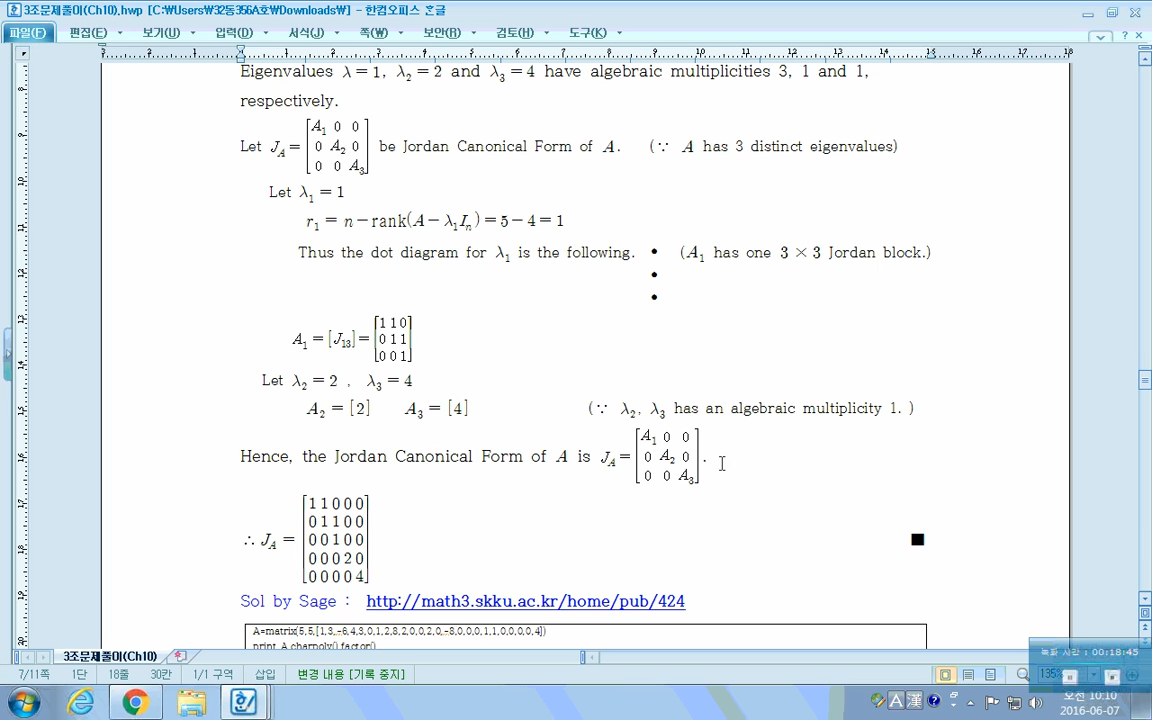 3조문제풀이(Ch10).hwp [C:\Users\32동356A호\Downloads\] - 한컴오피스 한글
파일(F) 편집(E) 보기(U) 입력(D) 서식(J) 쪽(W) 보안(B) 검토(H) 도구(K)
Eigenvalues λ=1, λ₂=2 and λ₃=4 have algebraic multiplicities 3, 1 and 1,
respectively.
Let J_A = [A₁ 0 0; 0 A₂ 0; 0 0 A₃] be Jordan Canonical Form of A. (∵ A has 3 distinct eigenvalues)
Let λ₁=1
r₁ = n-rank(A-λ₁Iₙ)=5-4=1
Thus the dot diagram for λ₁ is the following. • (A₁ has one 3×3 Jordan block.)
•
•
A₁=[J₁₃]=[1 1 0; 0 1 1; 0 0 1]
Let λ₂=2 , λ₃=4
A₂=[2] A₃=[4] (∵ λ₂, λ₃ has an algebraic multiplicity 1. )
Hence, the Jordan Canonical Form of A is J_A=[A₁ 0 0; 0 A₂ 0; 0 0 A₃].
∴ J_A = [1 1 0 0 0; 0 1 1 0 0; 0 0 1 0 0; 0 0 0 2 0; 0 0 0 0 4] ■
Sol by Sage : http://math3.skku.ac.kr/home/pub/424
A=matrix(5,5,[1,3,-6,4,3,0,1,2,8,2,0,0,2,0,-8,0,0,0,1,1,0,0,0,0,4])
print A.charpoly().factor()
3조문제풀이(Ch10)
7/11쪽 1단 18줄 30칸 1/1 구역 삽입 변경 내용 [기록 중지] 135%
녹화 시간 : 00:18:45
A 漢
오전 10:10
2016-06-07